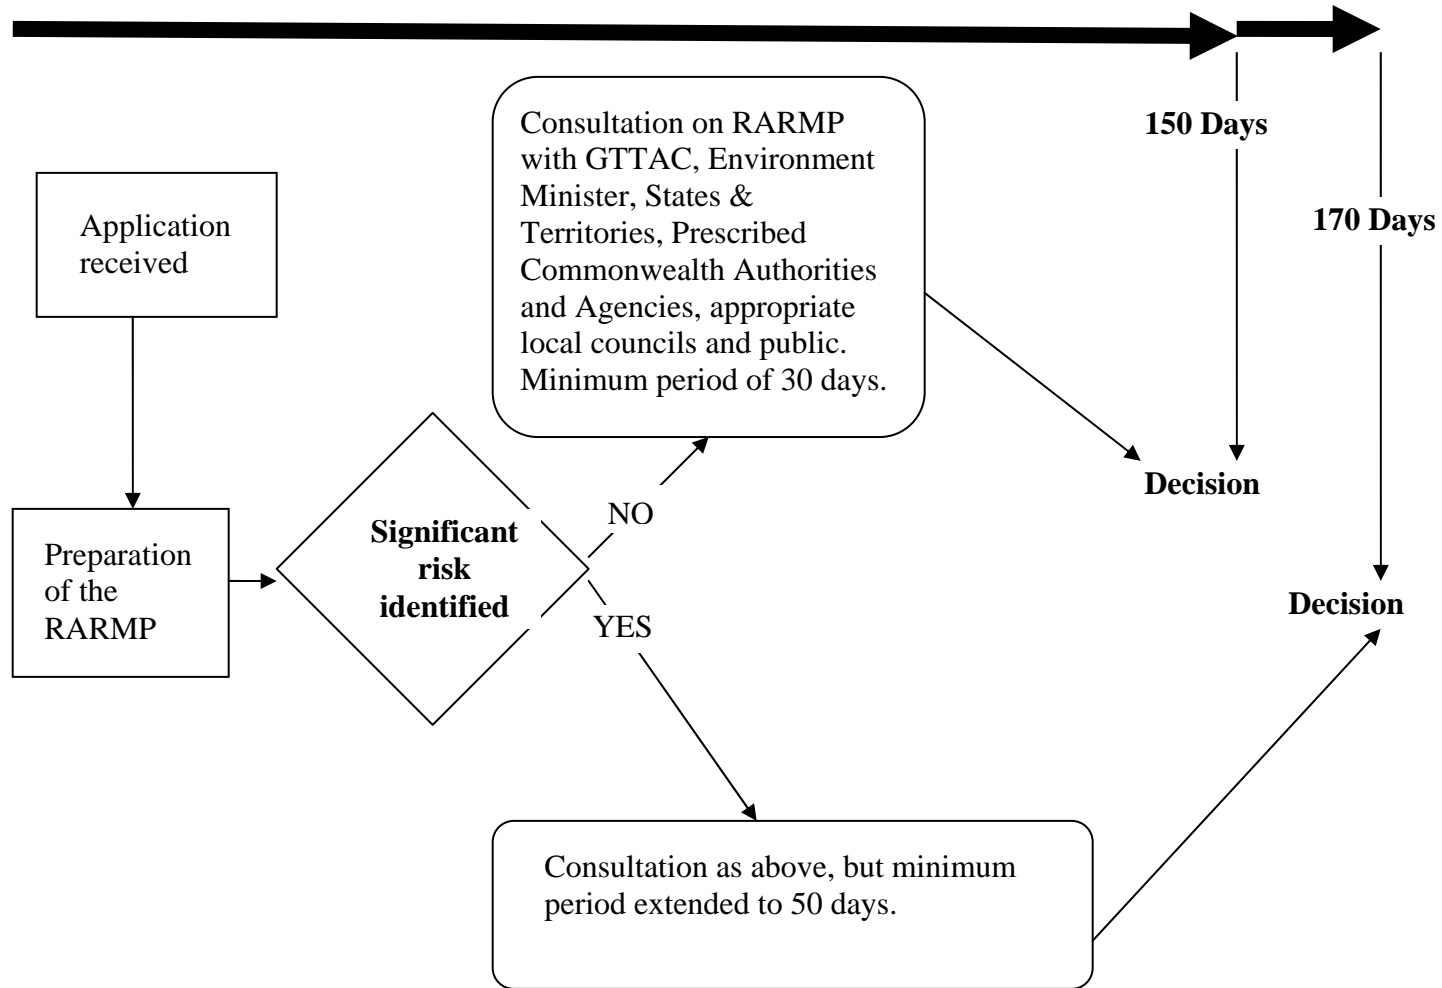 Application
received
Preparation
of the
RARMP
Significant
risk
identified
NO
YES
Consultation on RARMP
with GTTAC, Environment
Minister, States &
Territories, Prescribed
Commonwealth Authorities
and Agencies, appropriate
local councils and public.
Minimum period of 30 days.
Consultation as above, but minimum
period extended to 50 days.
150 Days
Decision
170 Days
Decision